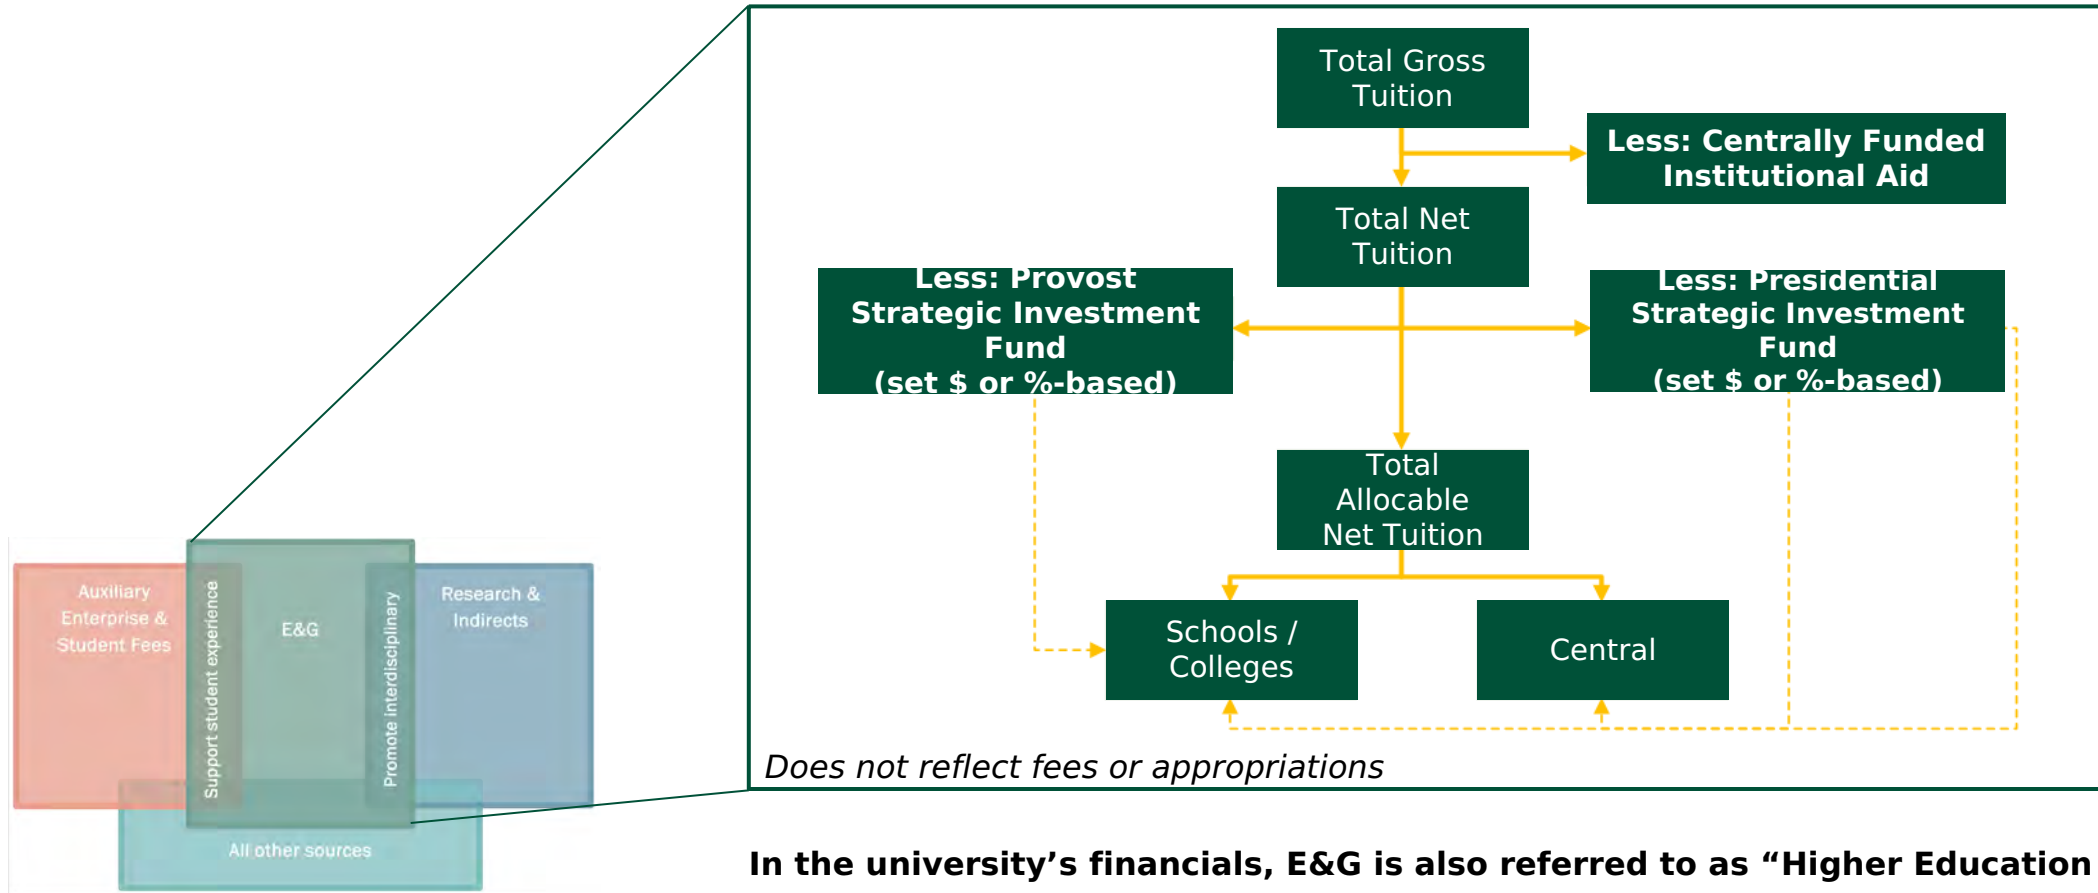 Total Gross
Tuition
Less: Centrally Funded
Institutional Aid
Total Net
Tuition
Less: Provost
Strategic Investment
Fund
(set $ or %-based)
Less: Presidential
Strategic Investment
Fund
(set $ or %-based)
Total
Allocable
Net Tuition
Schools /
Colleges
Central
Does not reflect fees or appropriations
Auxiliary
Enterprise &
Student Fees
Support student experience
E&G
Promote interdisciplinary
Research &
Indirects
All other sources
In the university’s financials, E&G is also referred to as “Higher Education